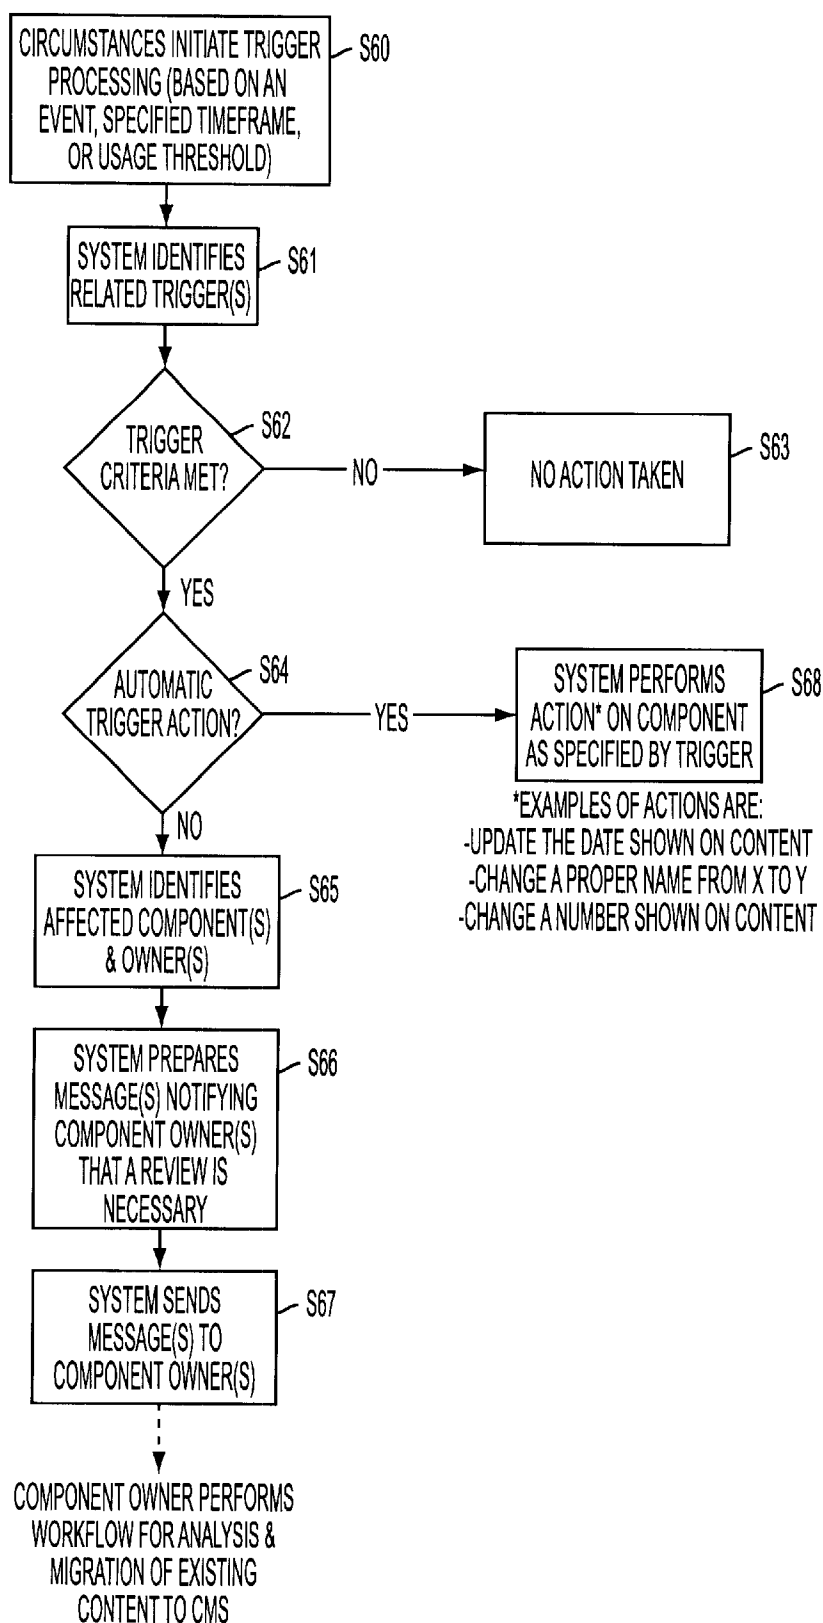 CIRCUMSTANCES INITIATE TRIGGER
PROCESSING (BASED ON AN
EVENT, SPECIFIED TIMEFRAME,
OR USAGE THRESHOLD)
S60
SYSTEM IDENTIFIES
RELATED TRIGGER(S)
S61
TRIGGER
CRITERIA MET?
S62
NO
NO ACTION TAKEN
S63
YES
AUTOMATIC
TRIGGER ACTION?
S64
YES
SYSTEM PERFORMS
ACTION* ON COMPONENT
AS SPECIFIED BY TRIGGER
S68
*EXAMPLES OF ACTIONS ARE:
-UPDATE THE DATE SHOWN ON CONTENT
-CHANGE A PROPER NAME FROM X TO Y
-CHANGE A NUMBER SHOWN ON CONTENT
NO
SYSTEM IDENTIFIES
AFFECTED COMPONENT(S)
& OWNER(S)
S65
SYSTEM PREPARES
MESSAGE(S) NOTIFYING
COMPONENT OWNER(S)
THAT A REVIEW IS
NECESSARY
S66
SYSTEM SENDS
MESSAGE(S) TO
COMPONENT OWNER(S)
S67
COMPONENT OWNER PERFORMS
WORKFLOW FOR ANALYSIS &
MIGRATION OF EXISTING
CONTENT TO CMS